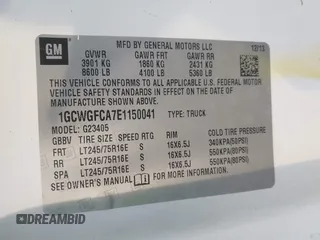 GM
MFD BY GENERAL MOTORS LLC 12/13
GVWR GAWR FRT GAWR RR
3901 KG 1860 KG 2431 KG
8600 LB 4100 LB 5360 LB
THIS VEHICLE CONFORMS TO ALL APPLICABLE U.S. FEDERAL MOTOR
VEHICLE SAFETY STANDARDS IN EFFECT ON THE DATE OF
MANUFACTURE SHOWN ABOVE.
1GCWGFCA7E1150041 TYPE: TRUCK
G23405
GBBV TIRE SIZE SPEED RTG RIM COLD TIRE PRESSURE
FRT LT245/75R16E S 16X6.5J 340KPA(50PSI)
RR LT245/75R16E S 16X6.5J 550KPA(80PSI)
SPA LT245/75R16E S 16X6.5J 550KPA(80PSI)
SEE OWNERS MANUAL FOR MORE INFORMATION.
DREAMBID